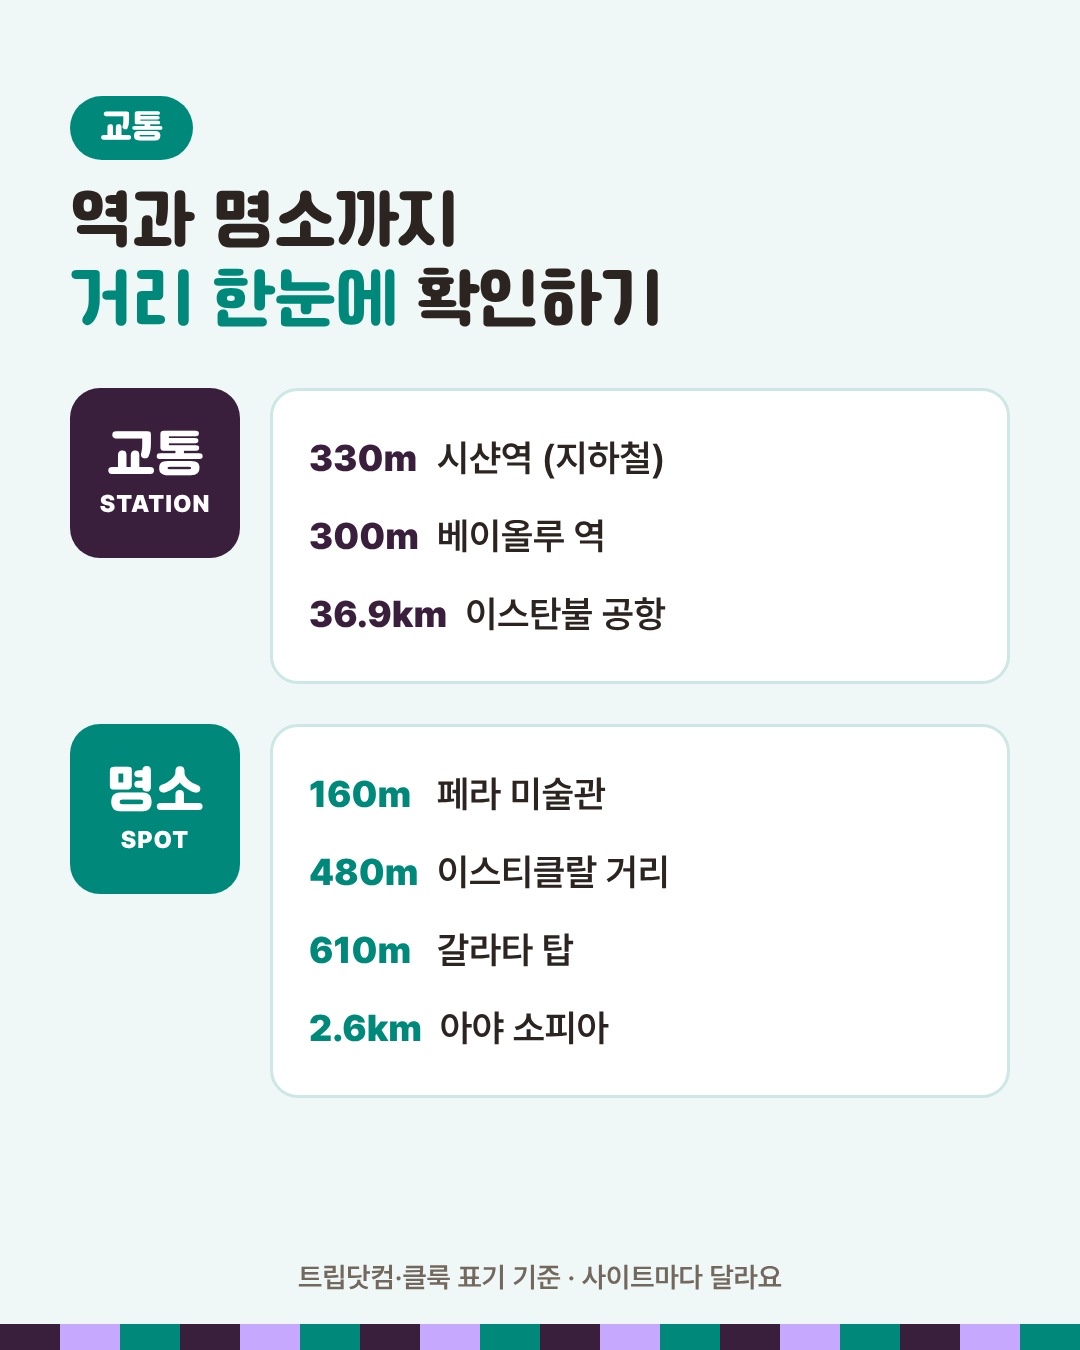 교통
역과 명소까지
거리 한눈에 확인하기
교통
STATION
330m 시샨역 (지하철)
300m 베이올루 역
36.9km 이스탄불 공항
명소
SPOT
160m 페라 미술관
480m 이스티클랄 거리
610m 갈라타 탑
2.6km 아야 소피아
트립닷컴·클룩 표기 기준 · 사이트마다 달라요